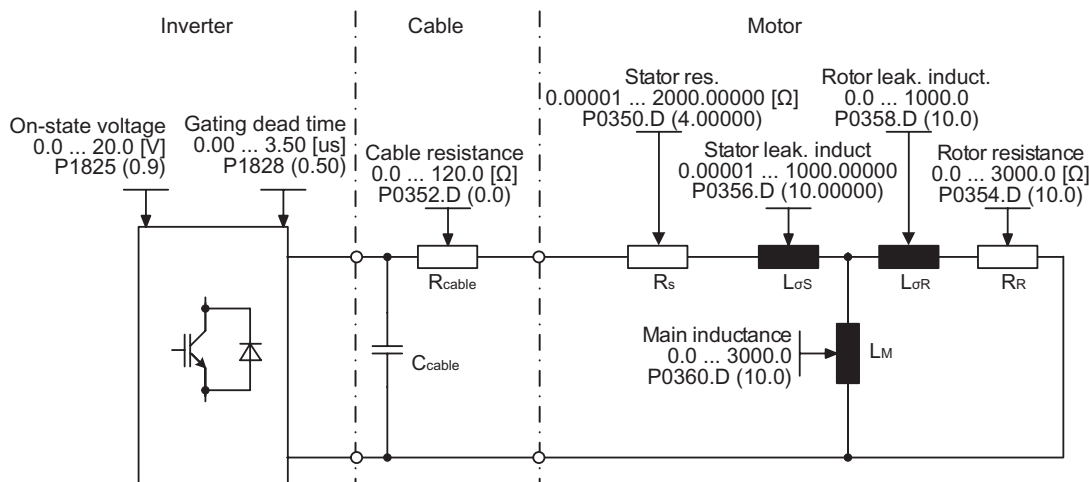 Inverter
Cable
Motor
On-state voltage
0.0 ... 20.0 [V]
P1825 (0.9)
Gating dead time
0.00 ... 3.50 [us]
P1828 (0.50)
Cable resistance
0.0 ... 120.0 [Ω]
P0352.D (0.0)
Stator res.
0.00001 ... 2000.00000 [Ω]
P0350.D (4.00000)
Stator leak. induct
0.00001 ... 1000.00000
P0356.D (10.00000)
Rotor leak. induct.
0.0 ... 1000.0
P0358.D (10.0)
Rotor resistance
0.0 ... 3000.0 [Ω]
P0354.D (10.0)
Rcable
Rs
LσS
LσR
RR
Ccable
Main inductance
0.0 ... 3000.0
P0360.D (10.0)
LM